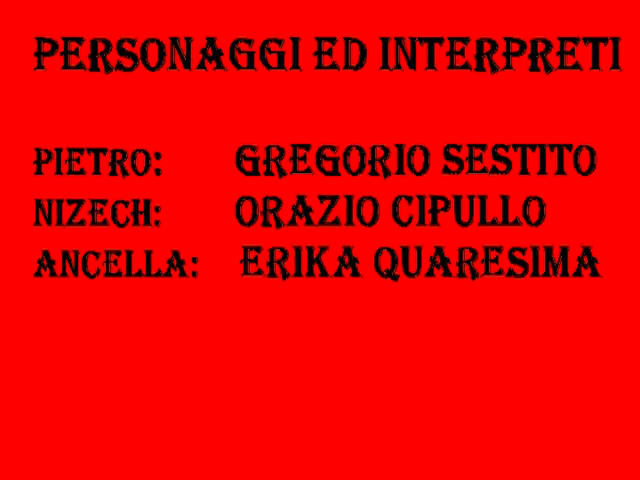 PERSONAGGI ED INTERPRETI
PIETRO: GREGORIO SESTITO
NIZECH: ORAZIO CIPULLO
ANCELLA: ERIKA QUARESIMA